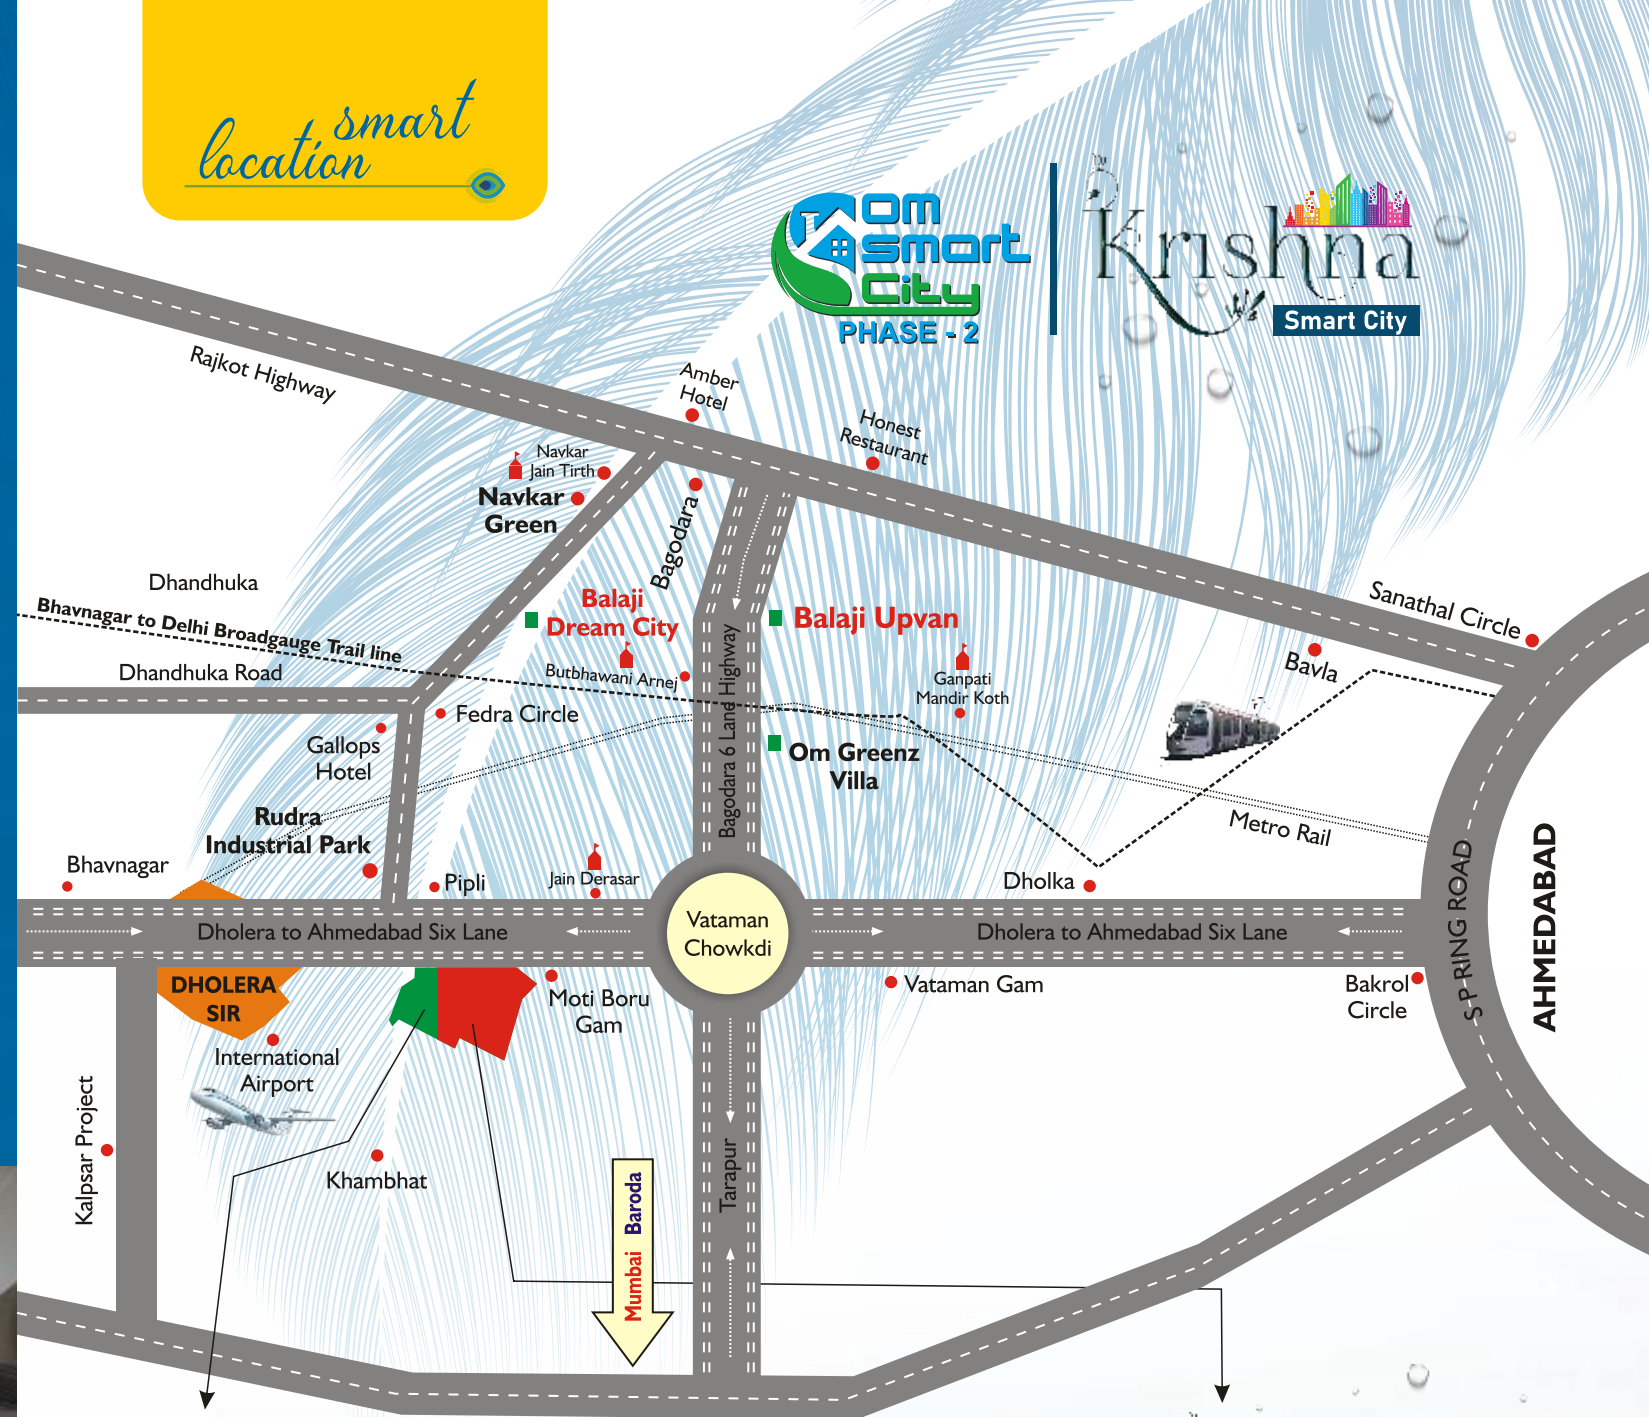 smart
location
Om
Smart
City
PHASE - 2
Krishna
Smart City
Rajkot Highway
Amber
Hotel
Honest
Restaurant
Navkar
Jain Tirth
Navkar
Green
Bagodara
Dhandhuka
Bhavnagar to Delhi Broadgauge Trail line
Dhandhuka Road
Balaji
Dream City
Balaji Upvan
Sanathal Circle
Bavla
Butbhawani Arnej
Ganpati
Mandir Koth
Fedra Circle
Gallops
Hotel
Bagodara 6 Lane Highway
Om Greenz
Villa
Metro Rail
Rudra
Industrial Park
Bhavnagar
Pipli
Jain Derasar
Dholka
SPRING ROAD
AHMEDABAD
Dholera to Ahmedabad Six Lane
Vataman
Chowkdi
Dholera to Ahmedabad Six Lane
DHOLERA
SIR
Moti Boru
Gam
Vataman Gam
Bakrol
Circle
International
Airport
Kalpsar Project
Khambhat
Mumbai Baroda
Tarapur